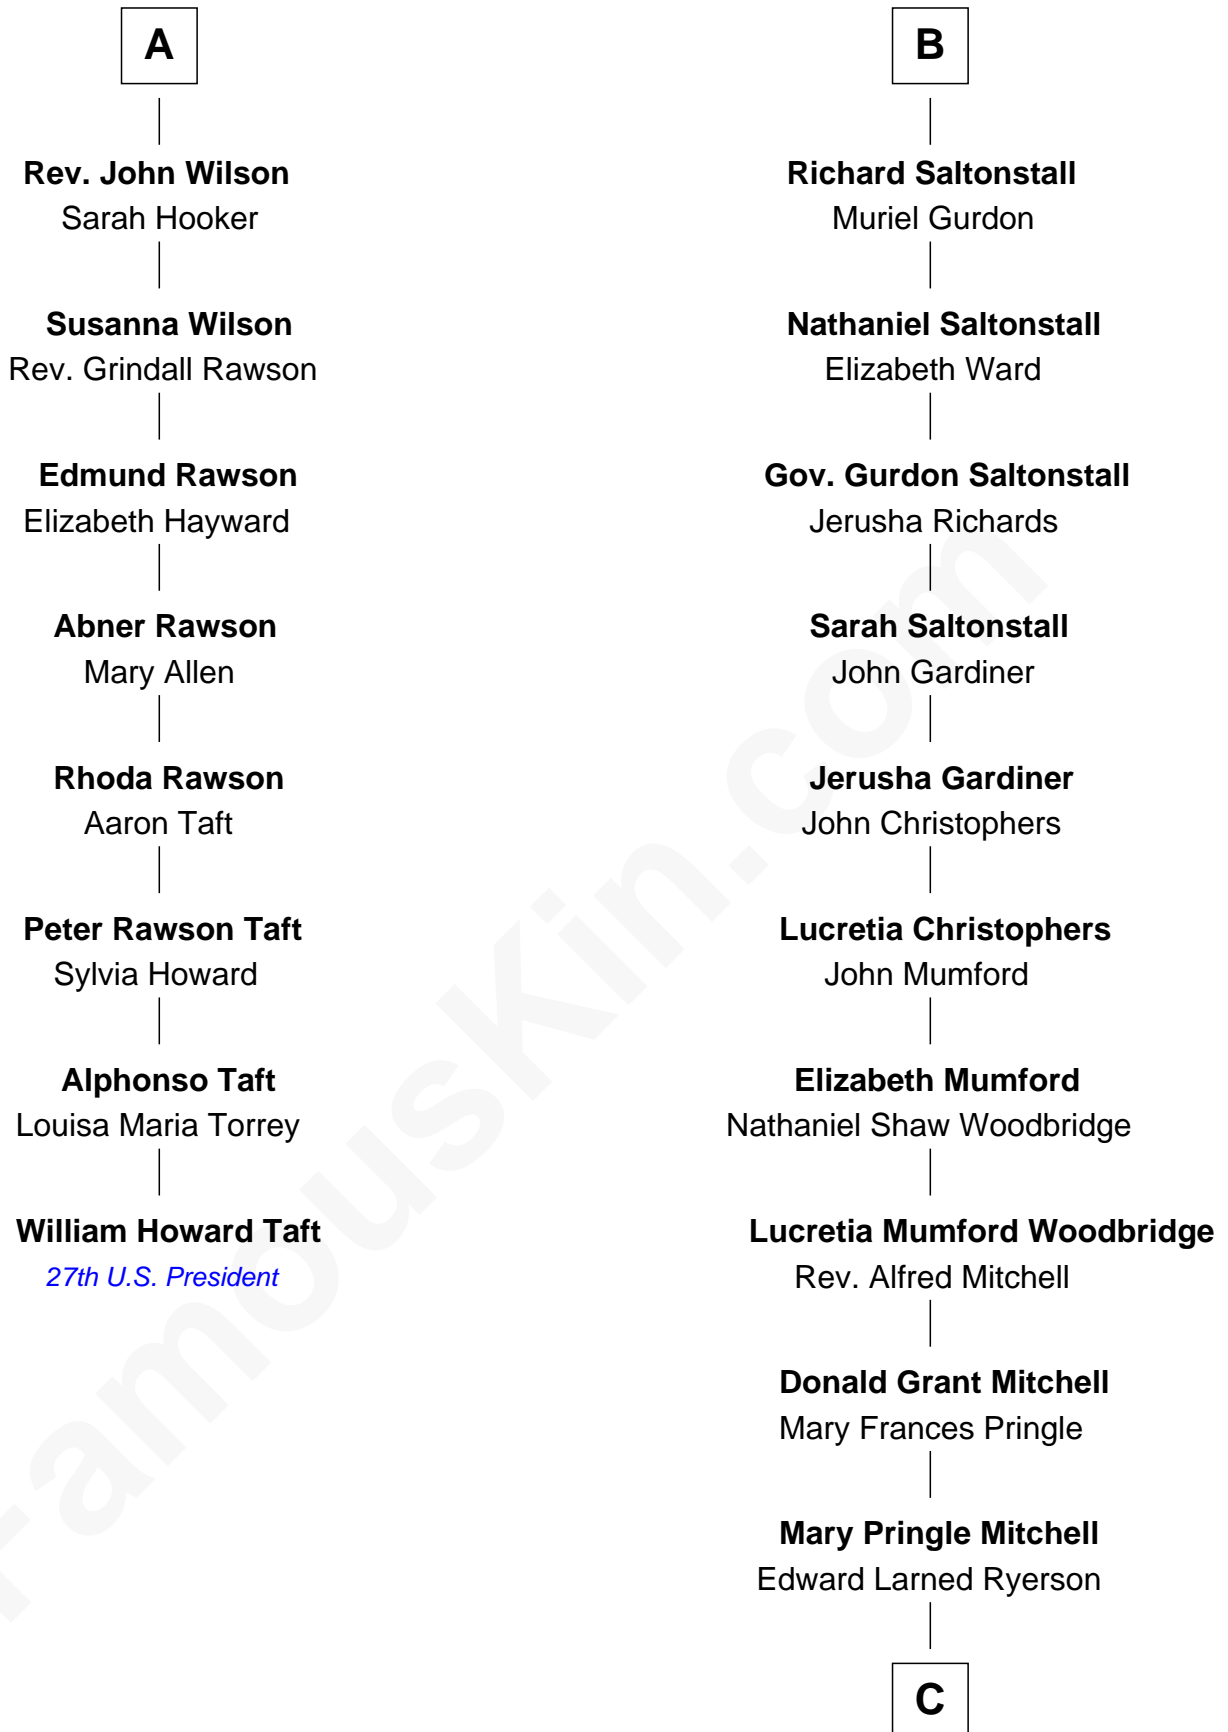 A
Rev. John Wilson
Sarah Hooker
Susanna Wilson
Rev. Grindall Rawson
Edmund Rawson
Elizabeth Hayward
Abner Rawson
Mary Allen
Rhoda Rawson
Aaron Taft
Peter Rawson Taft
Sylvia Howard
Alphonso Taft
Louisa Maria Torrey
William Howard Taft
27th U.S. President
B
Richard Saltonstall
Muriel Gurdon
Nathaniel Saltonstall
Elizabeth Ward
Gov. Gurdon Saltonstall
Jerusha Richards
Sarah Saltonstall
John Gardiner
Jerusha Gardiner
John Christophers
Lucretia Christophers
John Mumford
Elizabeth Mumford
Nathaniel Shaw Woodbridge
Lucretia Mumford Woodbridge
Rev. Alfred Mitchell
Donald Grant Mitchell
Mary Frances Pringle
Mary Pringle Mitchell
Edward Larned Ryerson
C
FamousKin.com